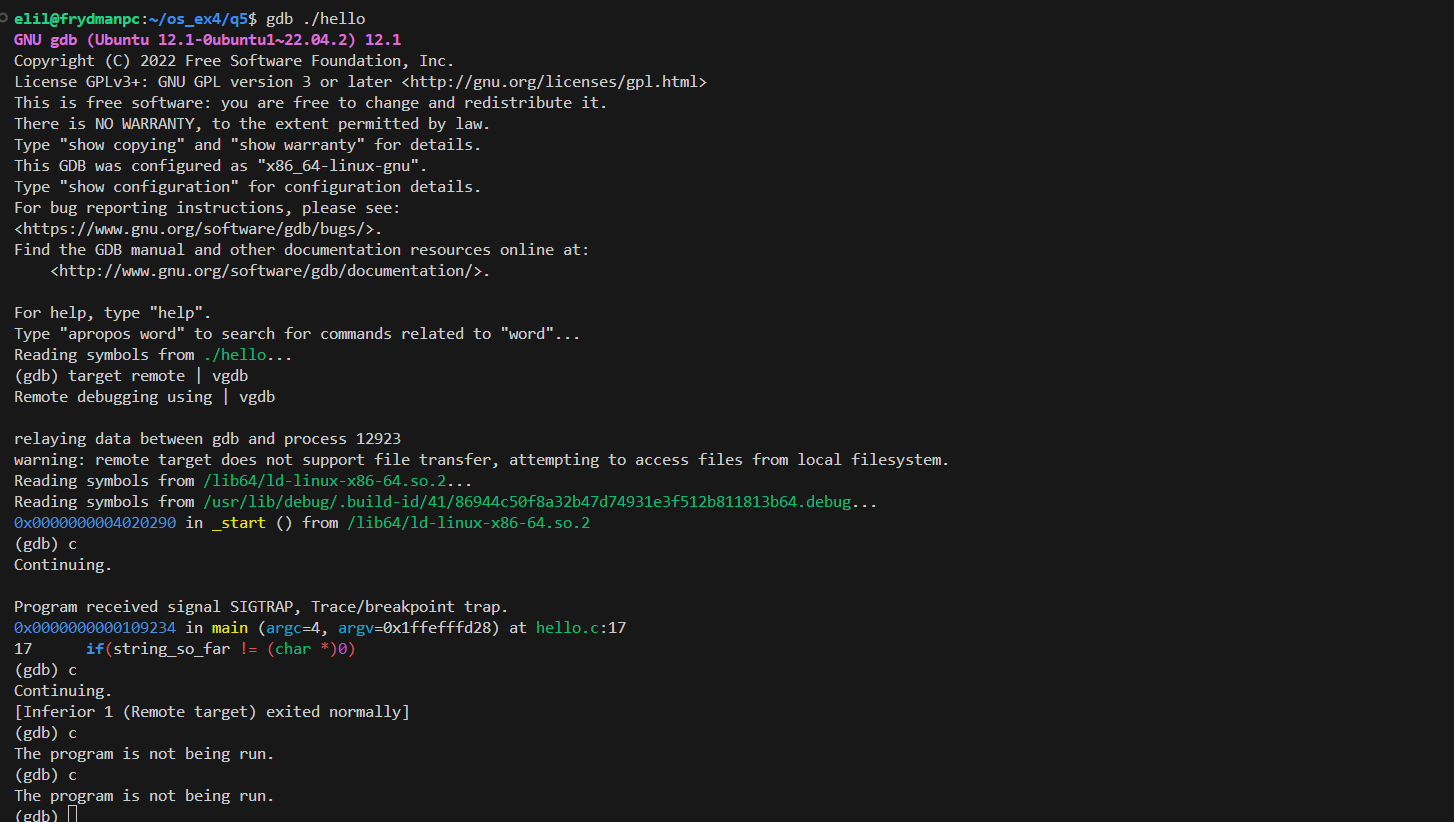 elil@frydmanpc:~/os_ex4/q5$ gdb ./hello
GNU gdb (Ubuntu 12.1-0ubuntu1~22.04.2) 12.1
Copyright (C) 2022 Free Software Foundation, Inc.
License GPLv3+: GNU GPL version 3 or later <http://gnu.org/licenses/gpl.html>
This is free software: you are free to change and redistribute it.
There is NO WARRANTY, to the extent permitted by law.
Type "show copying" and "show warranty" for details.
This GDB was configured as "x86_64-linux-gnu".
Type "show configuration" for configuration details.
For bug reporting instructions, please see:
<https://www.gnu.org/software/gdb/bugs/>.
Find the GDB manual and other documentation resources online at:
    <http://www.gnu.org/software/gdb/documentation/>.

For help, type "help".
Type "apropos word" to search for commands related to "word"...
Reading symbols from ./hello...
(gdb) target remote | vgdb
Remote debugging using | vgdb

relaying data between gdb and process 12923
warning: remote target does not support file transfer, attempting to access files from local filesystem.
Reading symbols from /lib64/ld-linux-x86-64.so.2...
Reading symbols from /usr/lib/debug/.build-id/41/86944c50f8a32b47d74931e3f512b811813b64.debug...
0x0000000004020290 in _start () from /lib64/ld-linux-x86-64.so.2
(gdb) c
Continuing.

Program received signal SIGTRAP, Trace/breakpoint trap.
0x0000000000109234 in main (argc=4, argv=0x1ffefffd28) at hello.c:17
17      if(string_so_far != (char *)0)
(gdb) c
Continuing.
[Inferior 1 (Remote target) exited normally]
(gdb) c
The program is not being run.
(gdb) c
The program is not being run.
(gdb)